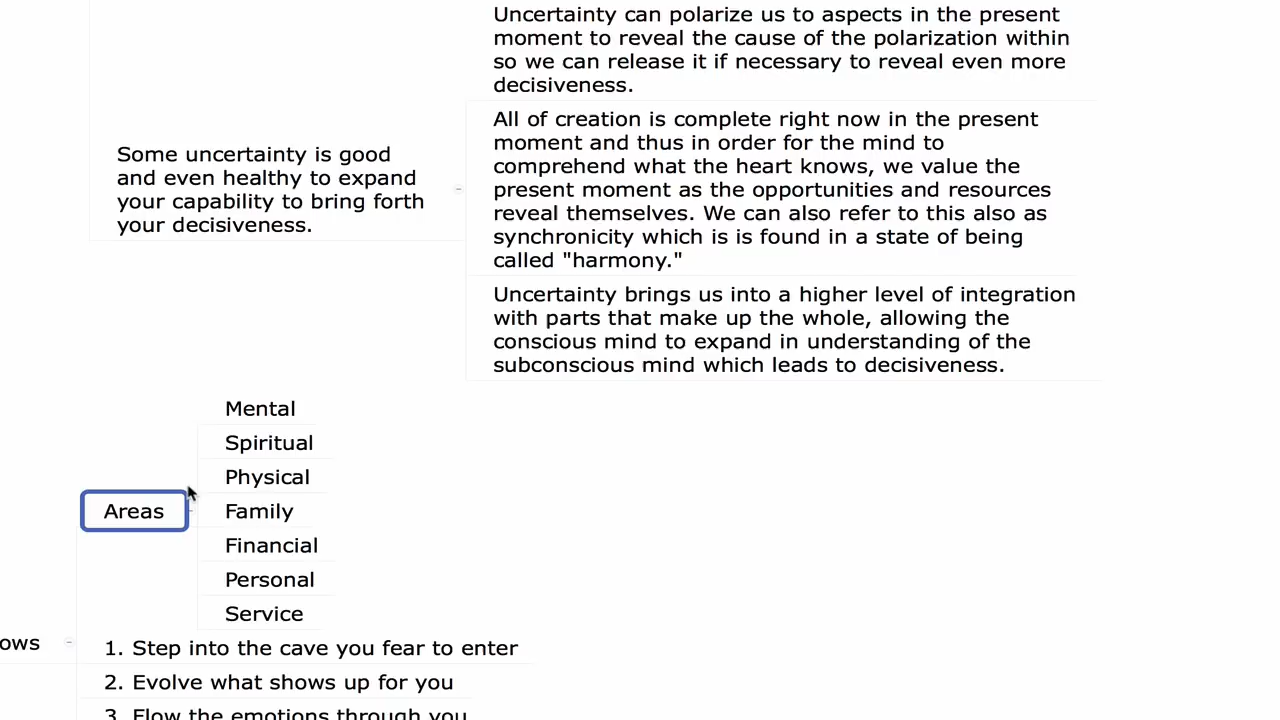 Uncertainty can polarize us to aspects in the present
moment to reveal the cause of the polarization within
so we can release it if necessary to reveal even more
decisiveness.
Some uncertainty is good
and even healthy to expand
your capability to bring forth
your decisiveness.
All of creation is complete right now in the present
moment and thus in order for the mind to
comprehend what the heart knows, we value the
present moment as the opportunities and resources
reveal themselves. We can also refer to this also as
synchronicity which is is found in a state of being
called "harmony."
Uncertainty brings us into a higher level of integration
with parts that make up the whole, allowing the
conscious mind to expand in understanding of the
subconscious mind which leads to decisiveness.
Areas
Mental
Spiritual
Physical
Family
Financial
Personal
Service
ows
1. Step into the cave you fear to enter
2. Evolve what shows up for you
3. Flow the emotions through you